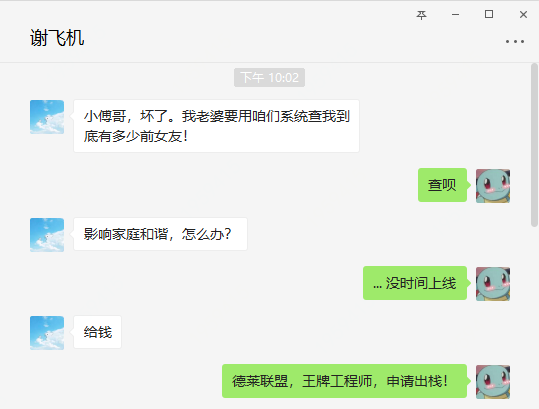 谢飞机
下午 10:02
小傅哥，坏了。我老婆要用咱们系统查我到
底有多少前女友！
查呗
影响家庭和谐，怎么办？
... 没时间上线
给钱
德莱联盟，王牌工程师，申请出栈！